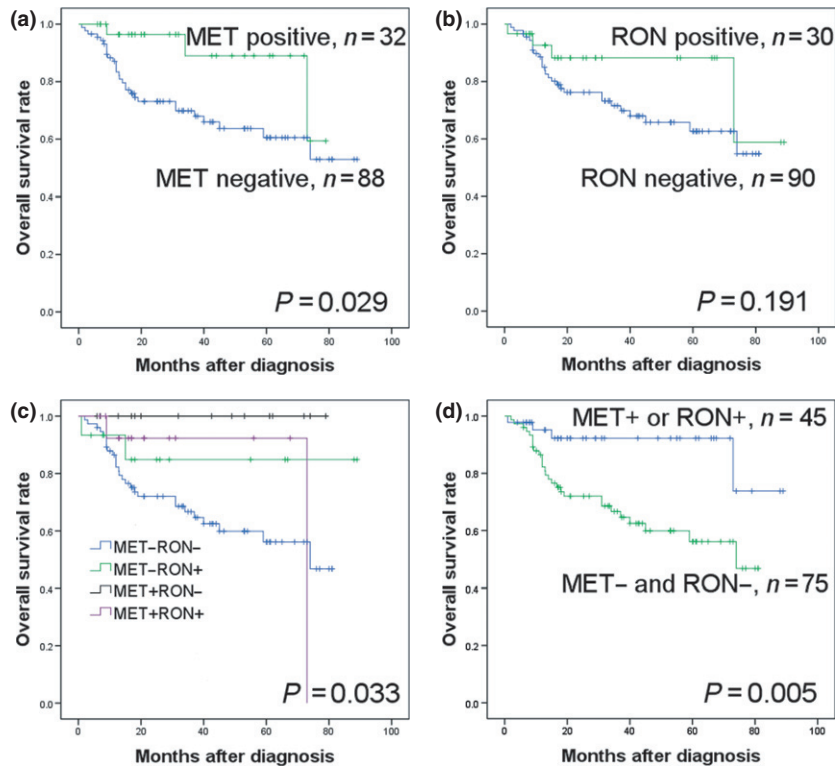 (a)
1.0
0.8
0.6
0.4
0.2
0.0
Overall survival rate
MET positive, n=32
MET negative, n=88
P=0.029
0 20 40 60 80 100
Months after diagnosis
(b)
1.0
0.8
0.6
0.4
0.2
0.0
Overall survival rate
RON positive, n=30
RON negative, n=90
P=0.191
0 20 40 60 80 100
Months after diagnosis
(c)
1.0
0.8
0.6
0.4
0.2
0.0
Overall survival rate
MET−RON−
MET−RON+
MET+RON−
MET+RON+
P=0.033
0 20 40 60 80 100
Months after diagnosis
(d)
1.0
0.8
0.6
0.4
0.2
0.0
Overall survival rate
MET+ or RON+, n=45
MET− and RON−, n=75
P=0.005
0 20 40 60 80 100
Months after diagnosis